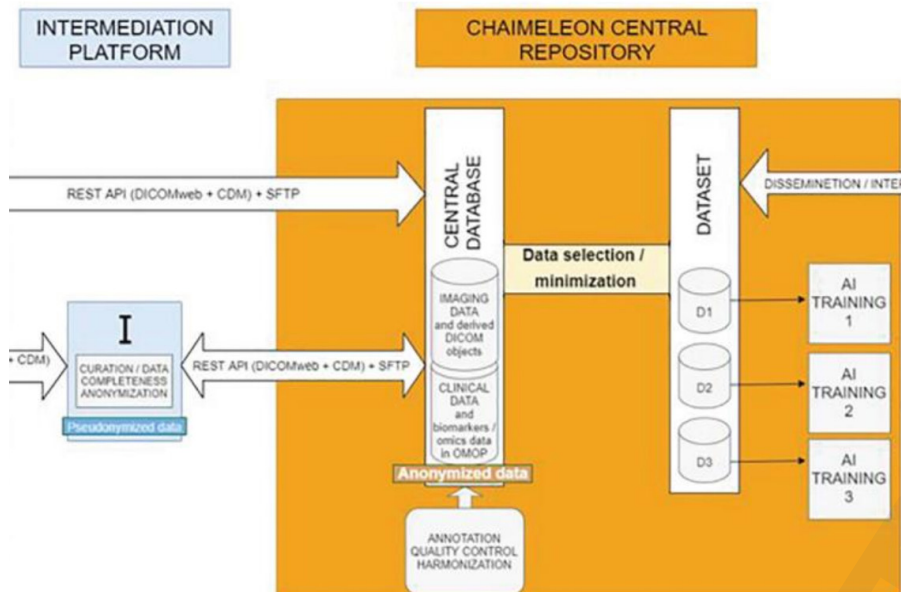 INTERMEDIATION
PLATFORM
CHAIMELEON CENTRAL
REPOSITORY
REST API (DICOMweb + CDM) + SFTP
CENTRAL
DATABASE
DATASET
DISSEMINETION / INTER
Data selection /
minimization
IMAGING
DATA
and derived
DICOM
objects
D1
AI
TRAINING
1
+ CDM)
I
CURATION / DATA
COMPLETENESS
ANONYMIZATION
Pseudonymized data
REST API (DICOMweb + CDM) + SFTP
CLINICAL
DATA
and
biomarkers /
omics data
in OMOP
D2
AI
TRAINING
2
Anonymized data
D3
AI
TRAINING
3
ANNOTATION
QUALITY CONTROL
HARMONIZATION